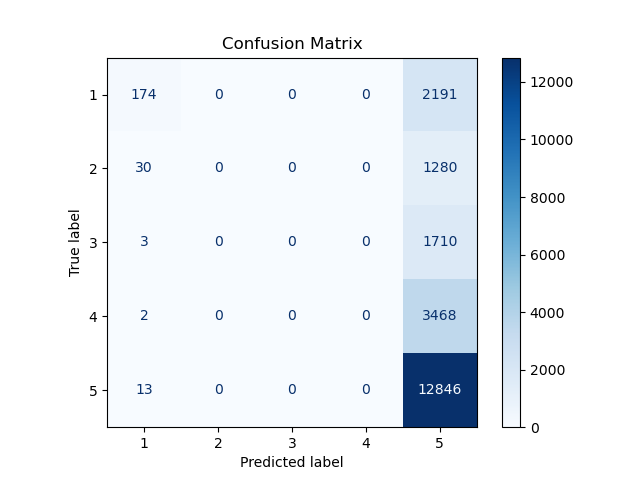 Confusion Matrix
True label
1 174 0 0 0 2191
2 30 0 0 0 1280
3 3 0 0 0 1710
4 2 0 0 0 3468
5 13 0 0 0 12846
1 2 3 4 5
Predicted label
12000
10000
8000
6000
4000
2000
0